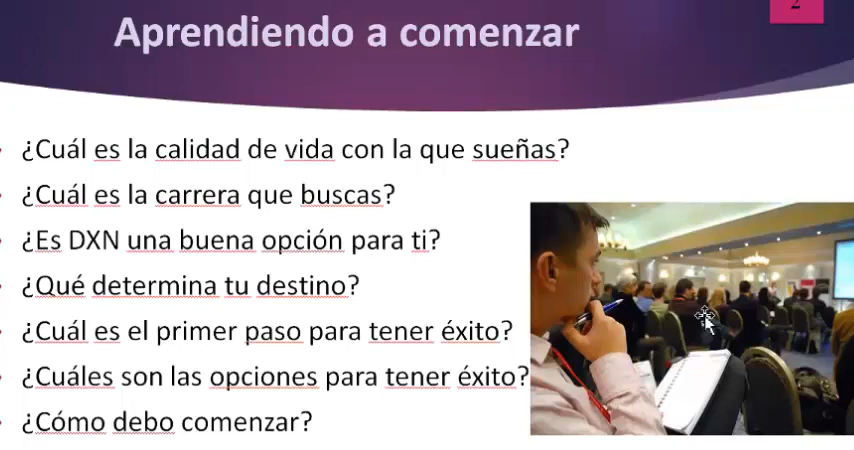 2
Aprendiendo a comenzar
¿Cuál es la calidad de vida con la que sueñas?
¿Cuál es la carrera que buscas?
¿Es DXN una buena opción para ti?
¿Qué determina tu destino?
¿Cuál es el primer paso para tener éxito?
¿Cuáles son las opciones para tener éxito?
¿Cómo debo comenzar?